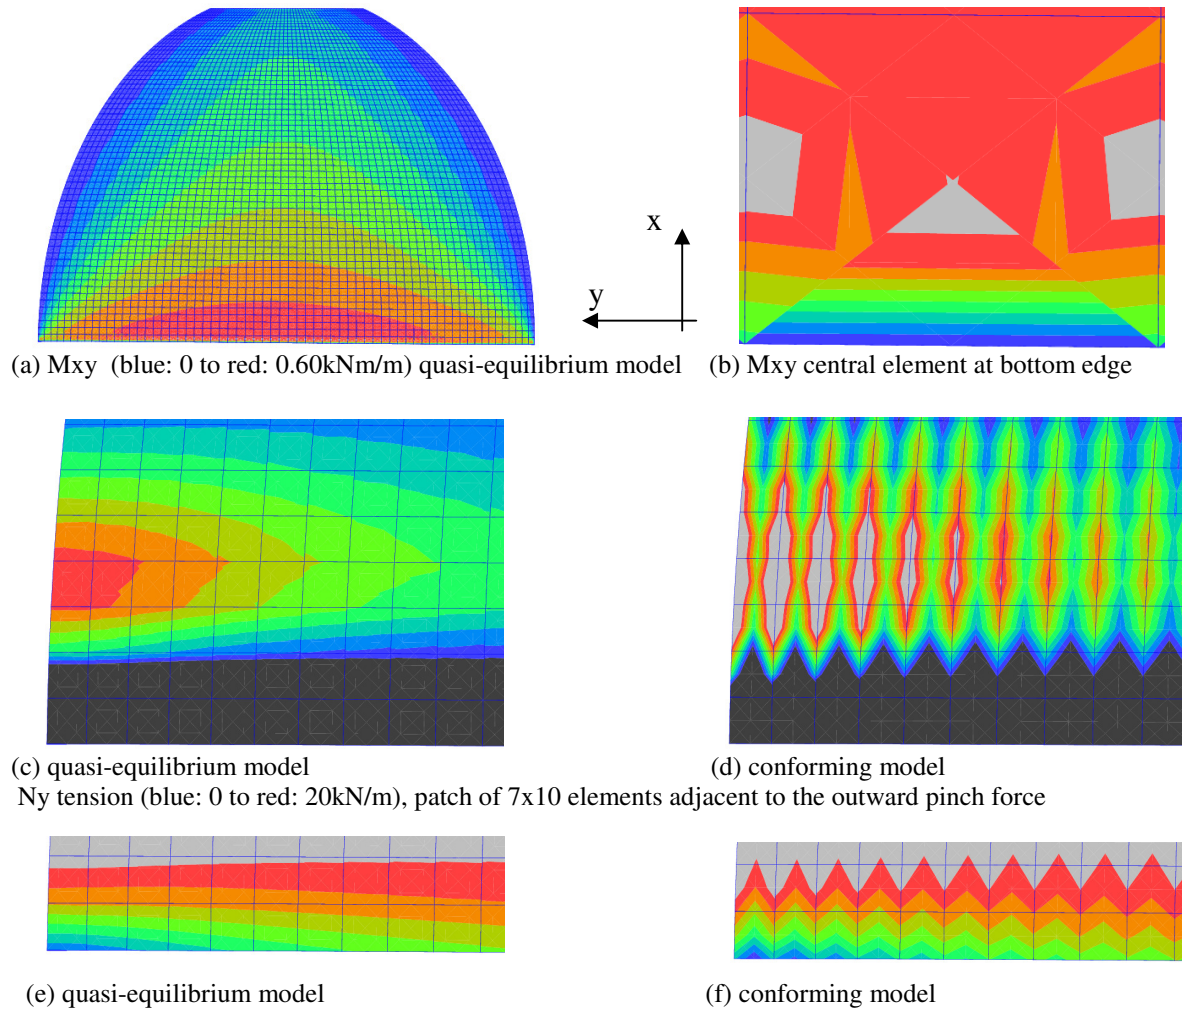 x
y
(a) Mxy (blue: 0 to red: 0.60kNm/m) quasi-equilibrium model
(b) Mxy central element at bottom edge
(c) quasi-equilibrium model
(d) conforming model
Ny tension (blue: 0 to red: 20kN/m), patch of 7x10 elements adjacent to the outward pinch force
(e) quasi-equilibrium model
(f) conforming model